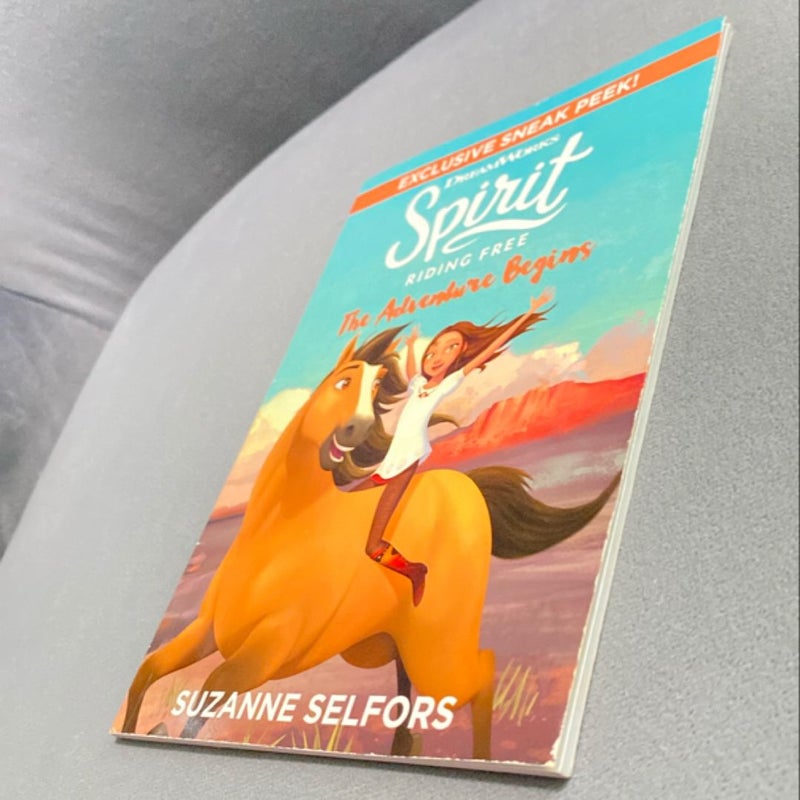 EXCLUSIVE SNEAK PEEK!
DREAMWORKS
Spirit
RIDING FREE
The Adventure Begins
SUZANNE SELFORS